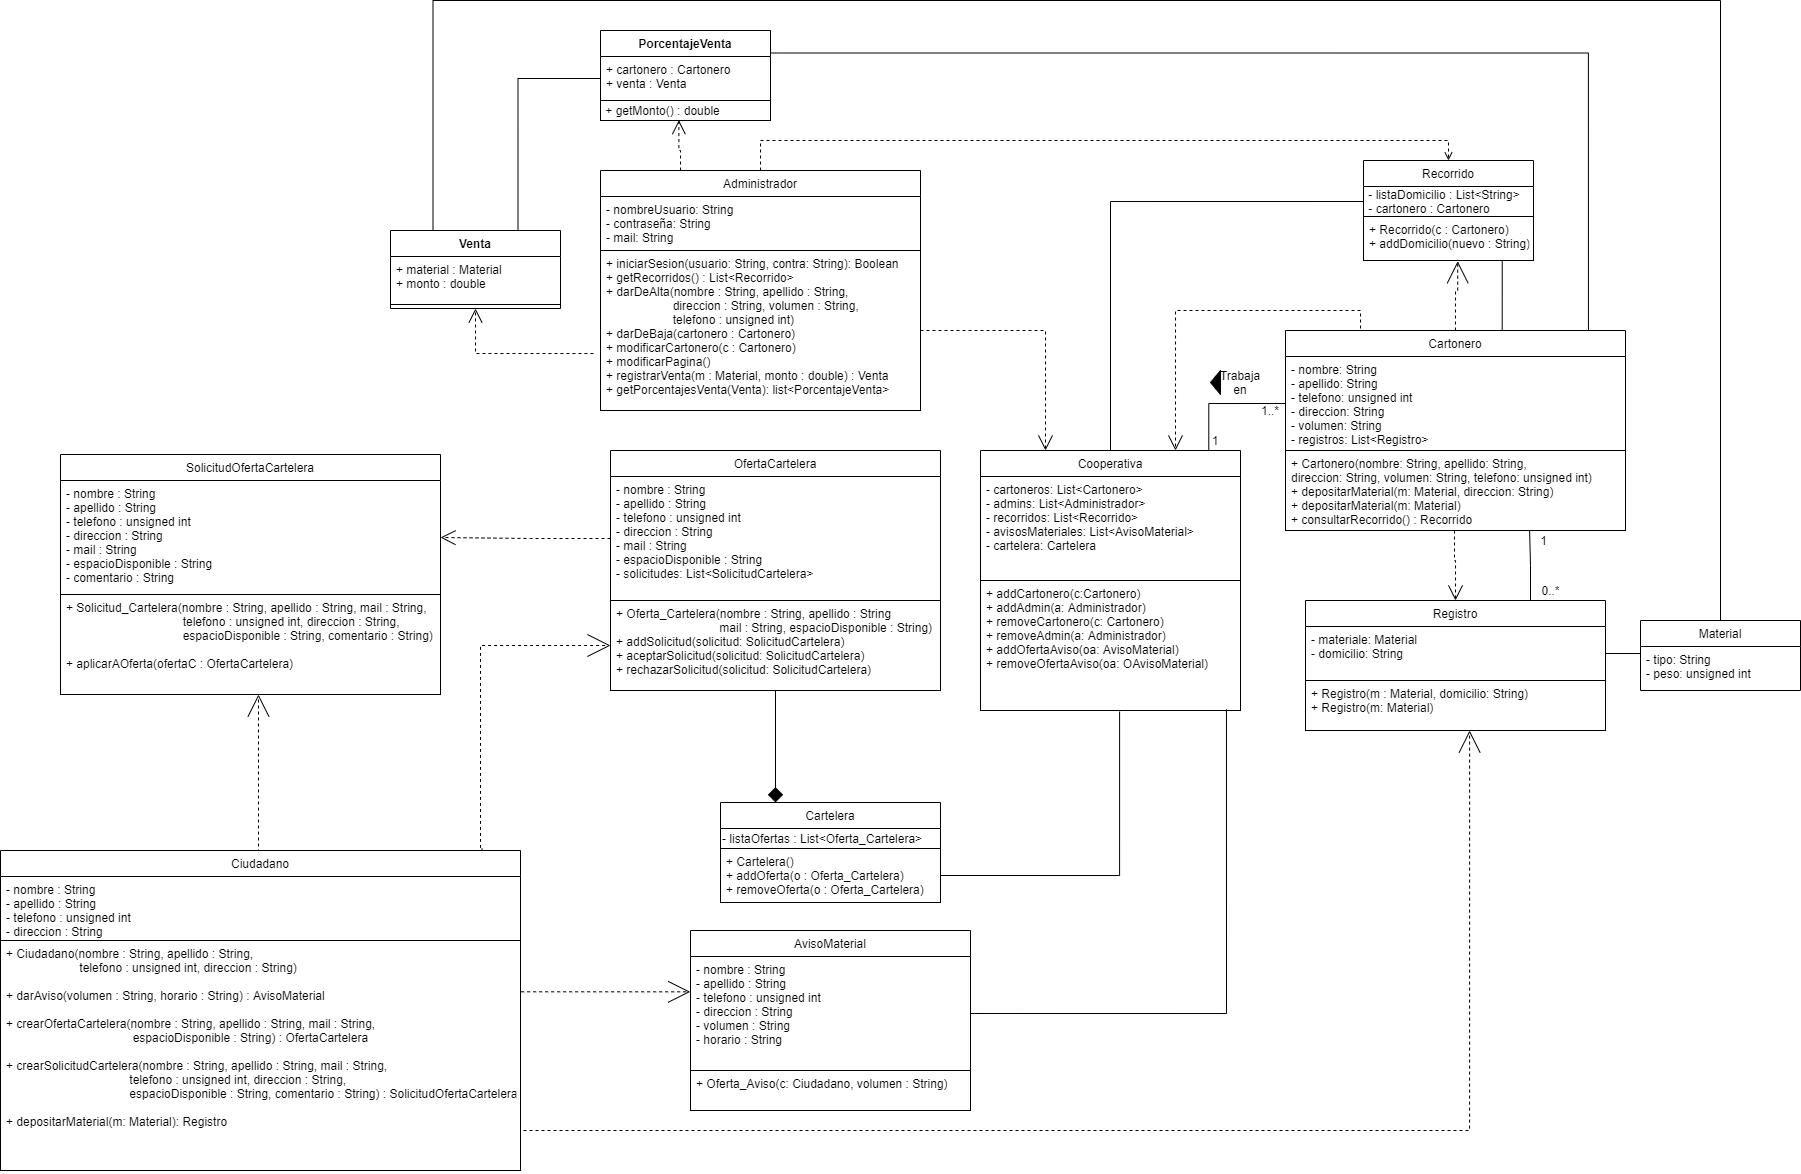 PorcentajeVenta
+ cartonero : Cartonero
+ venta : Venta
+ getMonto() : double
Administrador
- nombreUsuario: String
- contraseña: String
- mail: String
+ iniciarSesion(usuario: String, contra: String): Boolean
+ getRecorridos() : List<Recorrido>
+ darDeAlta(nombre : String, apellido : String,
direccion : String, volumen : String,
telefono : unsigned int)
+ darDeBaja(cartonero : Cartonero)
+ modificarCartonero(c : Cartonero)
+ modificarPagina()
+ registrarVenta(m : Material, monto : double) : Venta
+ getPorcentajesVenta(Venta): list<PorcentajeVenta>
Recorrido
- listaDomicilio : List<String>
- cartonero : Cartonero
+ Recorrido(c : Cartonero)
+ addDomicilio(nuevo : String)
Venta
+ material : Material
+ monto : double
Cartonero
- nombre: String
- apellido: String
- telefono: unsigned int
- direccion: String
- volumen: String
- registros: List<Registro>
+ Cartonero(nombre: String, apellido: String,
direccion: String, volumen: String, telefono: unsigned int)
+ depositarMaterial(m: Material, direccion: String)
+ depositarMaterial(m: Material)
+ consultarRecorrido() : Recorrido
Trabaja
en
1..*
1
SolicitudOfertaCartelera
- nombre : String
- apellido : String
- telefono : unsigned int
- direccion : String
- mail : String
- espacioDisponible : String
- comentario : String
+ Solicitud_Cartelera(nombre : String, apellido : String, mail : String,
telefono : unsigned int, direccion : String,
espacioDisponible : String, comentario : String)
+ aplicarAOferta(ofertaC : OfertaCartelera)
OfertaCartelera
- nombre : String
- apellido : String
- telefono : unsigned int
- direccion : String
- mail : String
- espacioDisponible : String
- solicitudes: List<SolicitudCartelera>
+ Oferta_Cartelera(nombre : String, apellido : String
mail : String, espacioDisponible : String)
+ addSolicitud(solicitud: SolicitudCartelera)
+ aceptarSolicitud(solicitud: SolicitudCartelera)
+ rechazarSolicitud(solicitud: SolicitudCartelera)
Cooperativa
- cartoneros: List<Cartonero>
- admins: List<Administrador>
- recorridos: List<Recorrido>
- avisosMateriales: List<AvisoMaterial>
- cartelera: Cartelera
+ addCartonero(c:Cartonero)
+ addAdmin(a: Administrador)
+ removeCartonero(c: Cartonero)
+ removeAdmin(a: Administrador)
+ addOfertaAviso(oa: AvisoMaterial)
+ removeOfertaAviso(oa: OAvisoMaterial)
1
0..*
Registro
- materiale: Material
- domicilio: String
+ Registro(m : Material, domicilio: String)
+ Registro(m: Material)
Material
- tipo: String
- peso: unsigned int
Cartelera
- listaOfertas : List<Oferta_Cartelera>
+ Cartelera()
+ addOferta(o : Oferta_Cartelera)
+ removeOferta(o : Oferta_Cartelera)
Ciudadano
- nombre : String
- apellido : String
- telefono : unsigned int
- direccion : String
+ Ciudadano(nombre : String, apellido : String,
telefono : unsigned int, direccion : String)
+ darAviso(volumen : String, horario : String) : AvisoMaterial
+ crearOfertaCartelera(nombre : String, apellido : String, mail : String,
espacioDisponible : String) : OfertaCartelera
+ crearSolicitudCartelera(nombre : String, apellido : String, mail : String,
telefono : unsigned int, direccion : String,
espacioDisponible : String, comentario : String) : SolicitudOfertaCartelera
+ depositarMaterial(m: Material): Registro
AvisoMaterial
- nombre : String
- apellido : String
- telefono : unsigned int
- direccion : String
- volumen : String
- horario : String
+ Oferta_Aviso(c: Ciudadano, volumen : String)